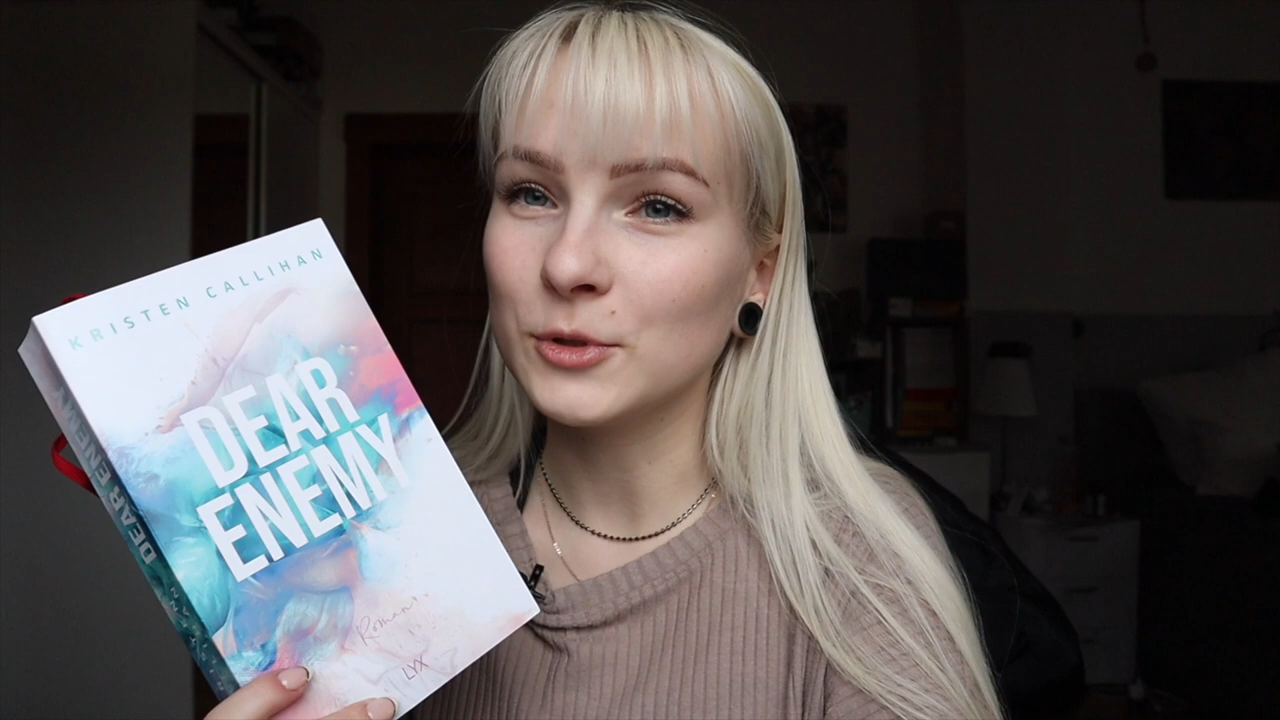 KRISTEN CALLIHAN
DEAR
ENEMY
Roman
LYX
DEAR ENEMY